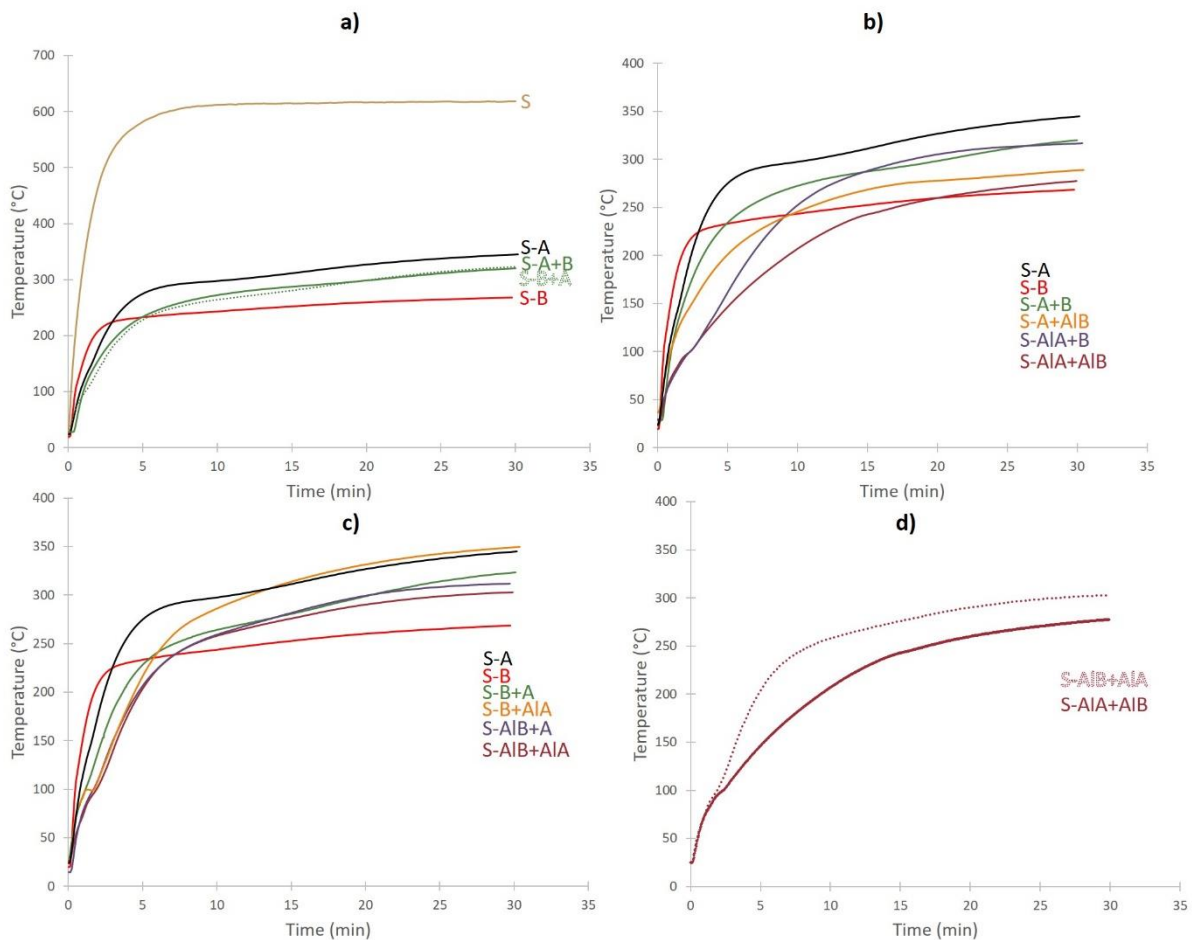 a)
700
600
500
400
300
200
100
0
0 5 10 15 20 25 30 35
Temperature (°C)
Time (min)
S
S-A
S-A+B
S-B+A
S-B
b)
400
350
300
250
200
150
100
50
0
0 5 10 15 20 25 30 35
Temperature (°C)
Time (min)
S-A
S-B
S-A+B
S-A+AlB
S-AlA+B
S-AlA+AlB
c)
400
350
300
250
200
150
100
50
0
0 5 10 15 20 25 30 35
Temperature (°C)
Time (min)
S-A
S-B
S-B+A
S-B+AlA
S-AlB+A
S-AlB+AlA
d)
400
350
300
250
200
150
100
50
0
0 5 10 15 20 25 30 35
Temperature (°C)
Time (min)
S-AlB+AlA
S-AlA+AlB